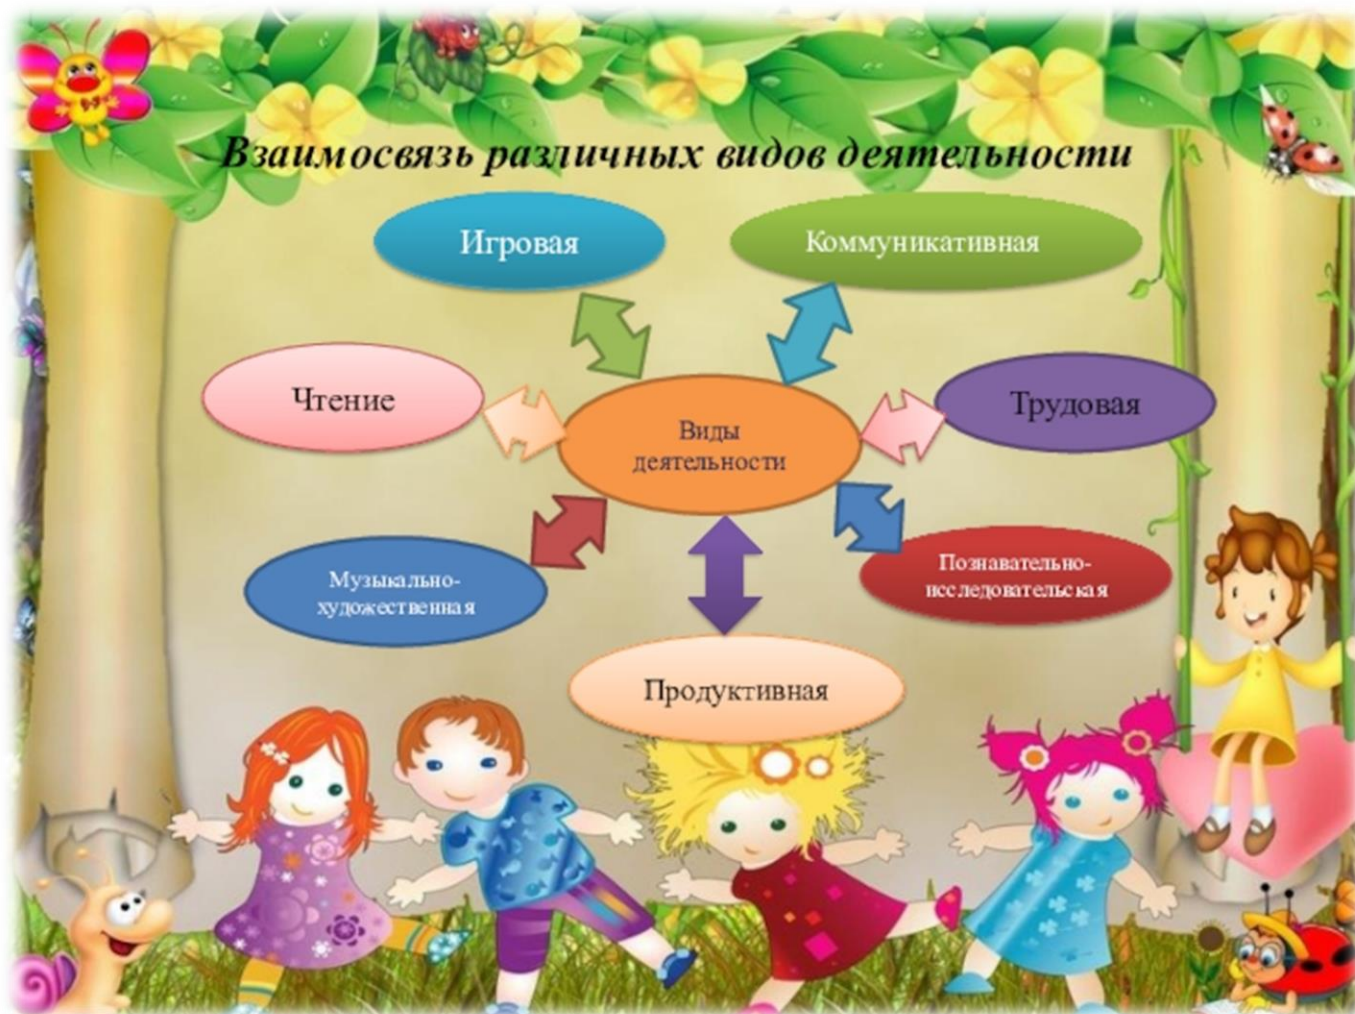 Взаимосвязь различных видов деятельности
Игровая
Коммуникативная
Чтение
Виды
деятельности
Трудовая
Музыкально-
художественная
Познавательно-
исследовательская
Продуктивная